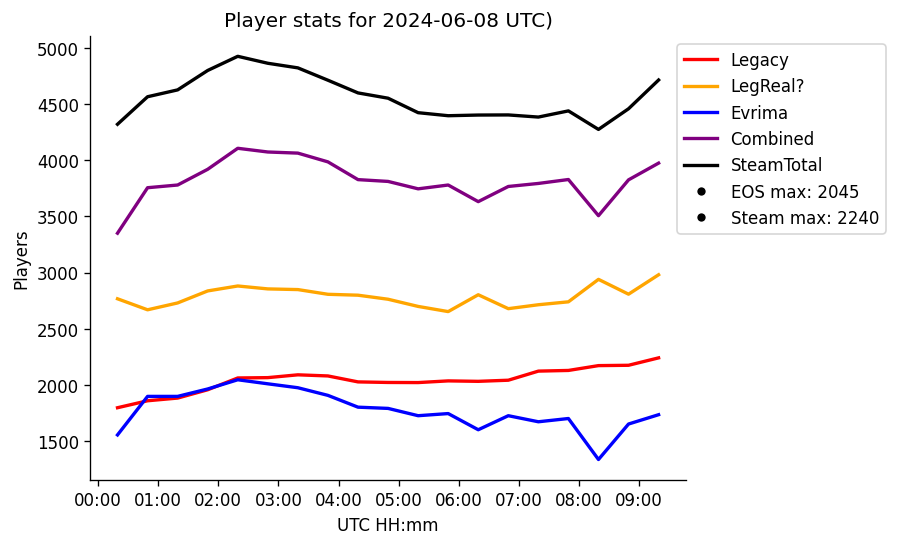 Player stats for 2024-06-08 UTC)
Players
5000
4500
4000
3500
3000
2500
2000
1500
00:00 01:00 02:00 03:00 04:00 05:00 06:00 07:00 08:00 09:00
UTC HH:mm
Legacy
LegReal?
Evrima
Combined
SteamTotal
EOS max: 2045
Steam max: 2240